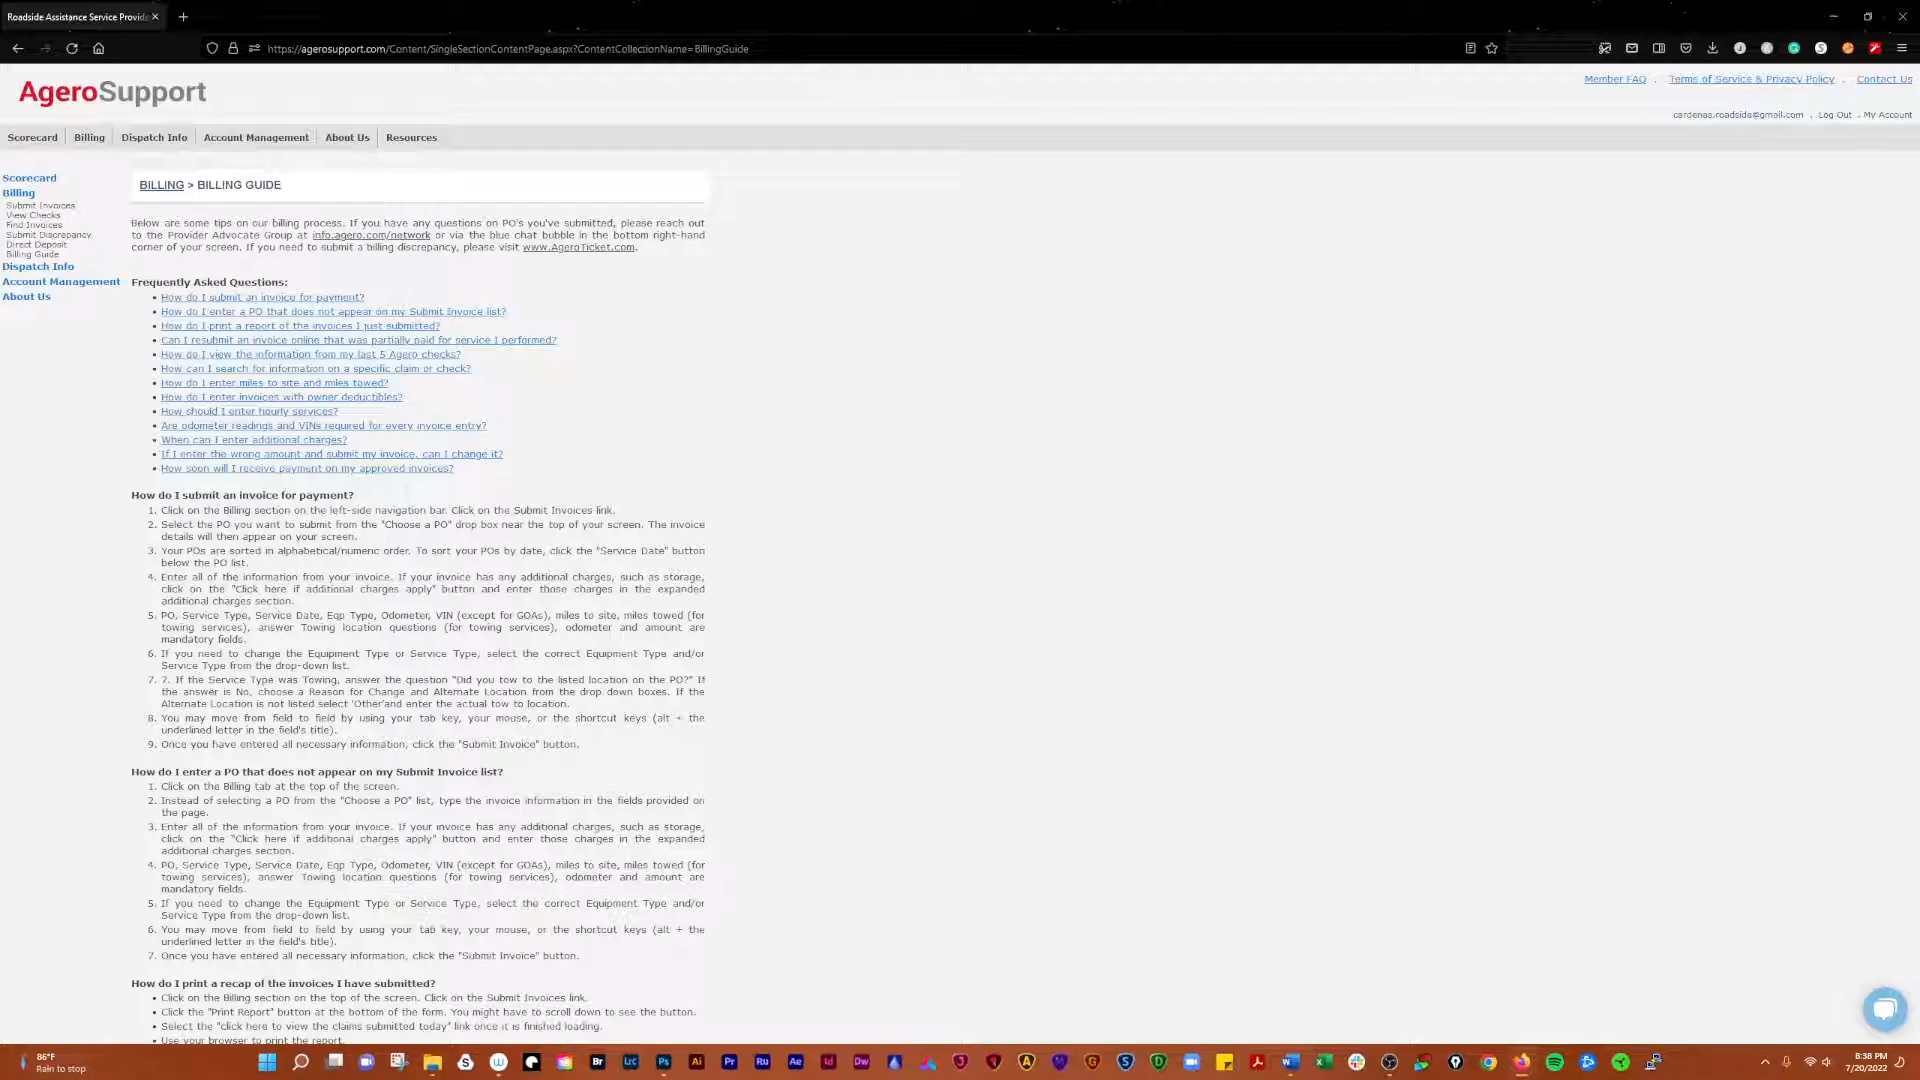 Roadside Assistance Service Provid
https://agerosupport.com/Content/SingleSectionContentPage.aspx?ContentCollectionName=BillingGuide
AgeroSupport
Member FAQ . Terms of Service & Privacy Policy . Contact Us
cardenas.roadside@gmail.com . Log Out . My Account
Scorecard Billing Dispatch Info Account Management About Us Resources
Scorecard
Billing
Submit Invoices
View Checks
Find Invoices
Submit Discrepancy
Direct Deposit
Billing Guide
Dispatch Info
Account Management
About Us
BILLING > BILLING GUIDE
Below are some tips on our billing process. If you have any questions on PO's you've submitted, please reach out
to the Provider Advocate Group at info.agero.com/network or via the blue chat bubble in the bottom right-hand
corner of your screen. If you need to submit a billing discrepancy, please visit www.AgeroTicket.com.
Frequently Asked Questions:
• How do I submit an invoice for payment?
• How do I enter a PO that does not appear on my Submit Invoice list?
• How do I print a report of the invoices I just submitted?
• Can I resubmit an invoice online that was partially paid for service I performed?
• How do I view the information from my last 5 Agero checks?
• How can I search for information on a specific claim or check?
• How do I enter miles to site and miles towed?
• How do I enter invoices with owner deductibles?
• How should I enter hourly services?
• Are odometer readings and VINs required for every invoice entry?
• When can I enter additional charges?
• If I enter the wrong amount and submit my invoice, can I change it?
• How soon will I receive payment on my approved invoices?
How do I submit an invoice for payment?
1. Click on the Billing section on the left-side navigation bar. Click on the Submit Invoices link.
2. Select the PO you want to submit from the "Choose a PO" drop box near the top of your screen. The invoice
details will then appear on your screen.
3. Your POs are sorted in alphabetical/numeric order. To sort your POs by date, click the "Service Date" button
below the PO list.
4. Enter all of the information from your invoice. If your invoice has any additional charges, such as storage,
click on the "Click here if additional charges apply" button and enter those charges in the expanded
additional charges section.
5. PO, Service Type, Service Date, Eqp Type, Odometer, VIN (except for GOAs), miles to site, miles towed (for
towing services), answer Towing location questions (for towing services), odometer and amount are
mandatory fields.
6. If you need to change the Equipment Type or Service Type, select the correct Equipment Type and/or
Service Type from the drop-down list.
7. 7. If the Service Type was Towing, answer the question "Did you tow to the listed location on the PO?" If
the answer is No, choose a Reason for Change and Alternate Location from the drop down boxes. If the
Alternate Location is not listed select 'Other'and enter the actual tow to location.
8. You may move from field to field by using your tab key, your mouse, or the shortcut keys (alt + the
underlined letter in the field's title).
9. Once you have entered all necessary information, click the "Submit Invoice" button.
How do I enter a PO that does not appear on my Submit Invoice list?
1. Click on the Billing tab at the top of the screen.
2. Instead of selecting a PO from the "Choose a PO" list, type the invoice information in the fields provided on
the page.
3. Enter all of the information from your invoice. If your invoice has any additional charges, such as storage,
click on the "Click here if additional charges apply" button and enter those charges in the expanded
additional charges section.
4. PO, Service Type, Service Date, Eqp Type, Odometer, VIN (except for GOAs), miles to site, miles towed (for
towing services), answer Towing location questions (for towing services), odometer and amount are
mandatory fields.
5. If you need to change the Equipment Type or Service Type, select the correct Equipment Type and/or
Service Type from the drop-down list.
6. You may move from field to field by using your tab key, your mouse, or the shortcut keys (alt + the
underlined letter in the field's title).
7. Once you have entered all necessary information, click the "Submit Invoice" button.
How do I print a recap of the invoices I have submitted?
• Click on the Billing section on the top of the screen. Click on the Submit Invoices link.
• Click the "Print Report" button at the bottom of the form. You might have to scroll down to see the button.
• Select the "click here to view the claims submitted today" link once it is finished loading.
• Use your browser to print the report.
86°F
Rain to stop
8:38 PM
7/20/2022